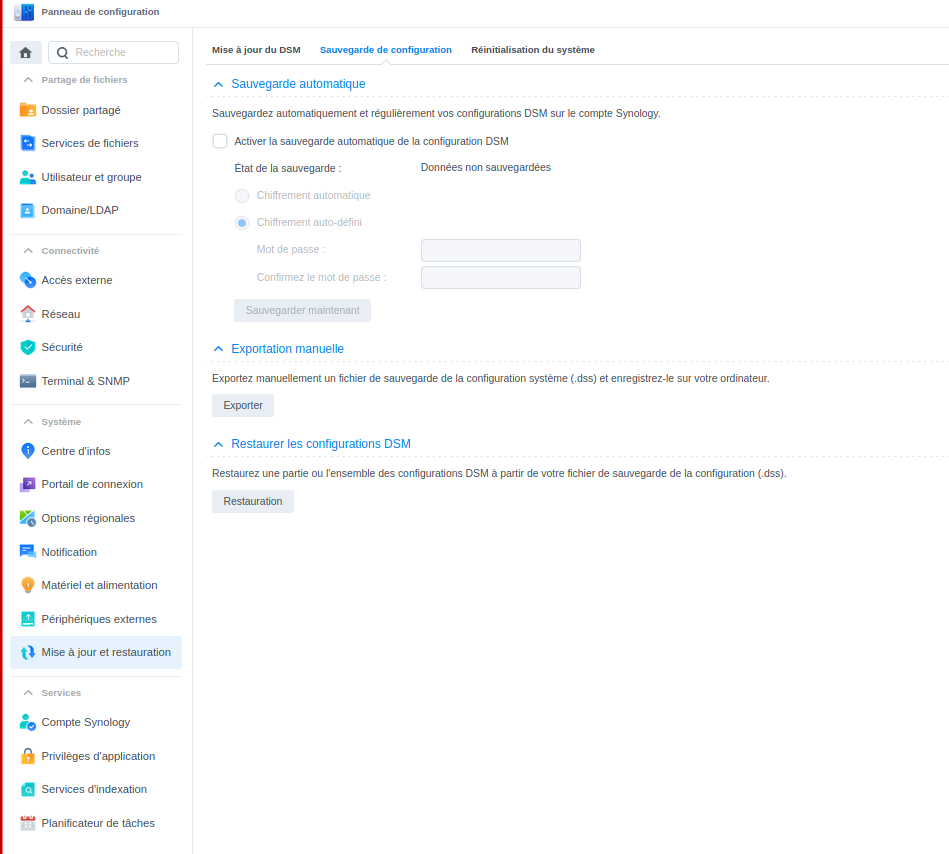 Panneau de configuration
Recherche
Partage de fichiers
Dossier partagé
Services de fichiers
Utilisateur et groupe
Domaine/LDAP
Connectivité
Accès externe
Réseau
Sécurité
Terminal & SNMP
Système
Centre d'infos
Portail de connexion
Options régionales
Notification
Matériel et alimentation
Périphériques externes
Mise à jour et restauration
Services
Compte Synology
Privilèges d'application
Services d'indexation
Planificateur de tâches
Mise à jour du DSM Sauvegarde de configuration Réinitialisation du système
Sauvegarde automatique
Sauvegardez automatiquement et régulièrement vos configurations DSM sur le compte Synology.
Activer la sauvegarde automatique de la configuration DSM
État de la sauvegarde : Données non sauvegardées
Chiffrement automatique
Chiffrement auto-défini
Mot de passe :
Confirmez le mot de passe :
Sauvegarder maintenant
Exportation manuelle
Exportez manuellement un fichier de sauvegarde de la configuration système (.dss) et enregistrez-le sur votre ordinateur.
Exporter
Restaurer les configurations DSM
Restaurez une partie ou l'ensemble des configurations DSM à partir de votre fichier de sauvegarde de la configuration (.dss).
Restauration